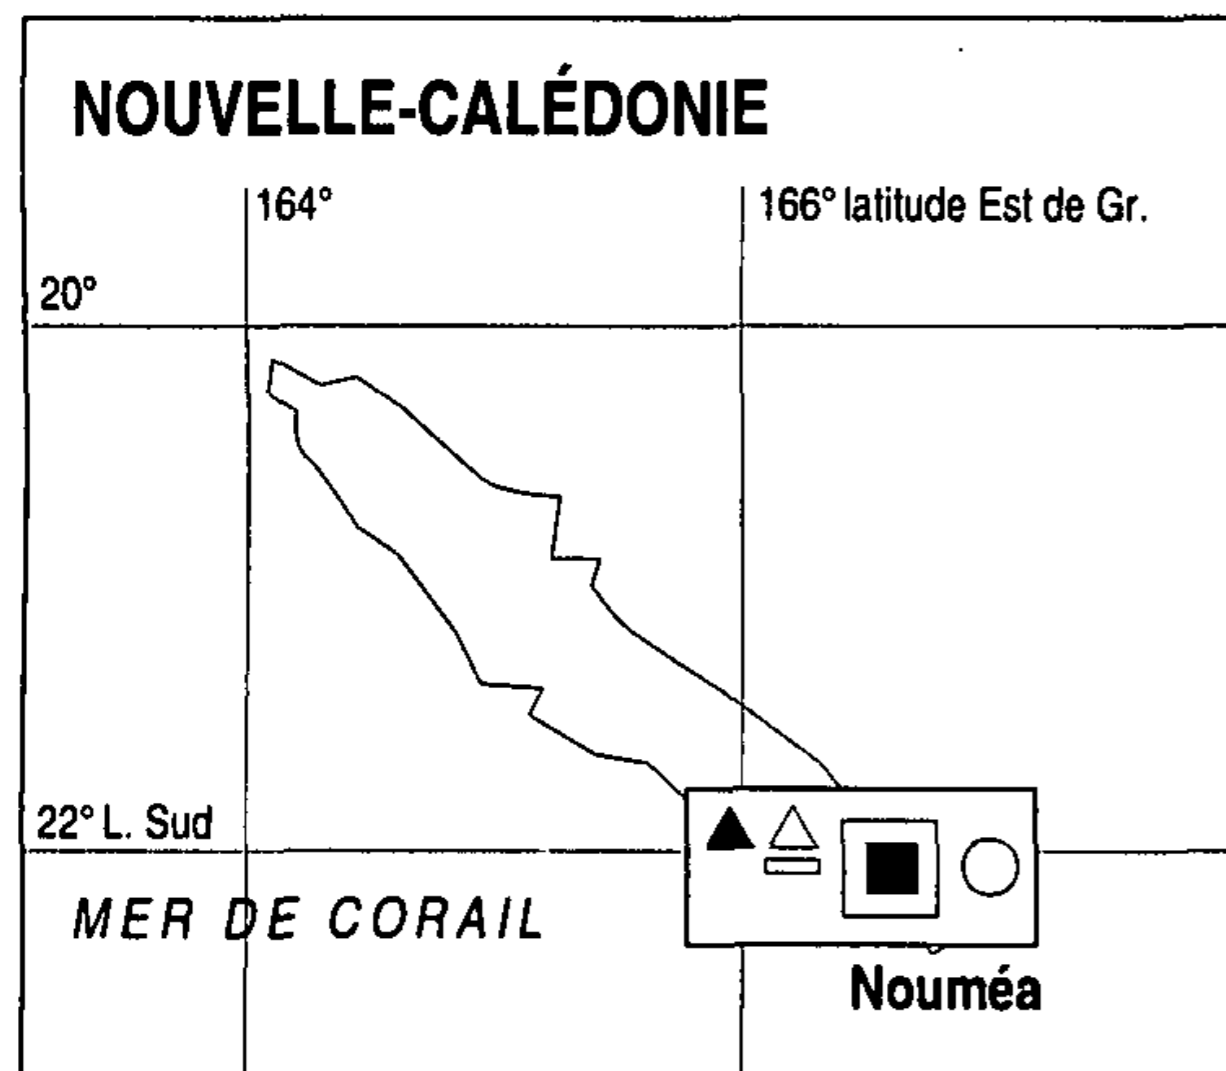 NOUVELLE-CALÉDONIE
164°
166° latitude Est de Gr.
20°
22° L. Sud
MER DE CORAIL
Nouméa